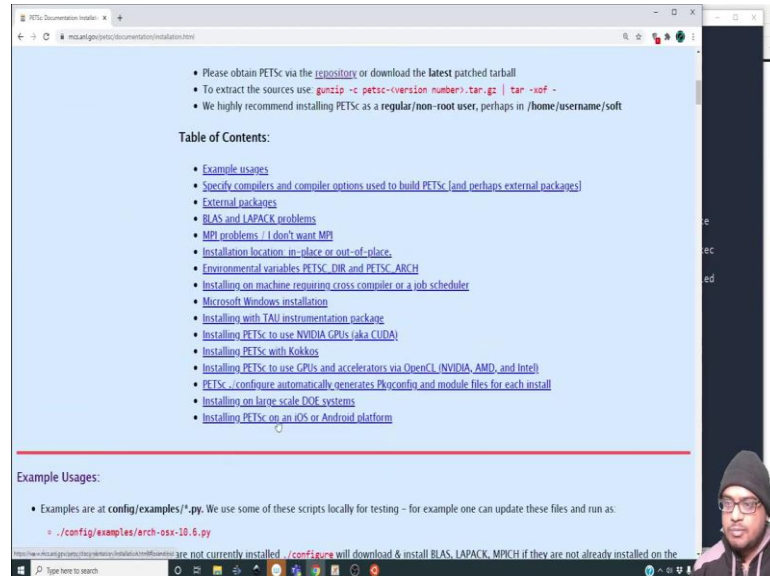 PETSc Documentation Installa
mcs.anl.gov/petsc/documentation/installation.html
• Please obtain PETSc via the repository or download the latest patched tarball
• To extract the sources use: gunzip -c petsc-<version number>.tar.gz | tar -xof -
• We highly recommend installing PETSc as a regular/non-root user, perhaps in /home/username/soft
Table of Contents:
• Example usages
• Specify compilers and compiler options used to build PETSc [and perhaps external packages]
• External packages
• BLAS and LAPACK problems
• MPI problems / I don't want MPI
• Installation location: in-place or out-of-place.
• Environmental variables PETSC_DIR and PETSC_ARCH
• Installing on machine requiring cross compiler or a job scheduler
• Microsoft Windows installation
• Installing with TAU instrumentation package
• Installing PETSc to use NVIDIA GPUs (aka CUDA)
• Installing PETSc with Kokkos
• Installing PETSc to use GPUs and accelerators via OpenCL (NVIDIA, AMD, and Intel)
• PETSc ./configure automatically generates Pkgconfig and module files for each install
• Installing on large scale DOE systems
• Installing PETSc on an iOS or Android platform
Example Usages:
• Examples are at config/examples/*.py. We use some of these scripts locally for testing - for example one can update these files and run as:
./config/examples/arch-osx-10.6.py
are not currently installed ./configure will download & install BLAS, LAPACK, MPICH if they are not already installed on the
Type here to search